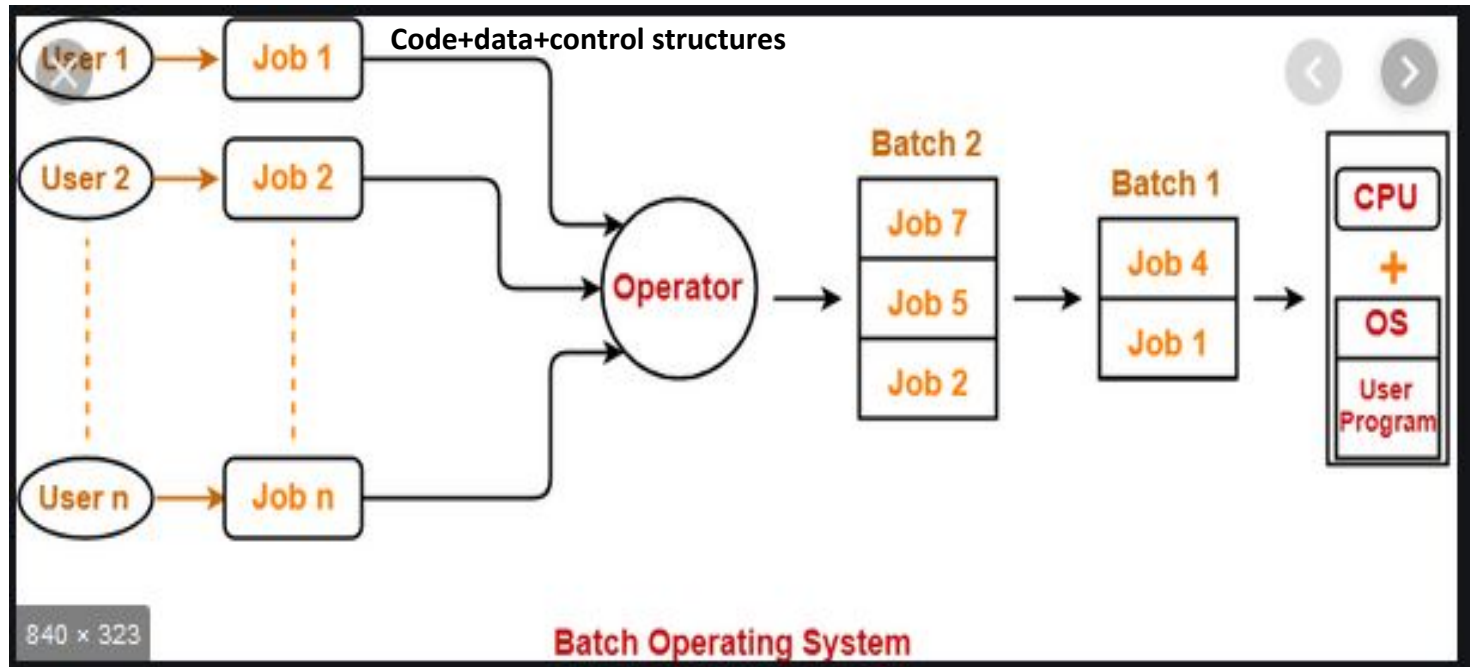 Code+data+control structures
User 1
Job 1
User 2
Job 2
User n
Job n
Operator
Batch 2
Job 7
Job 5
Job 2
Batch 1
Job 4
Job 1
CPU
+
OS
User
Program
840 × 323
Batch Operating System